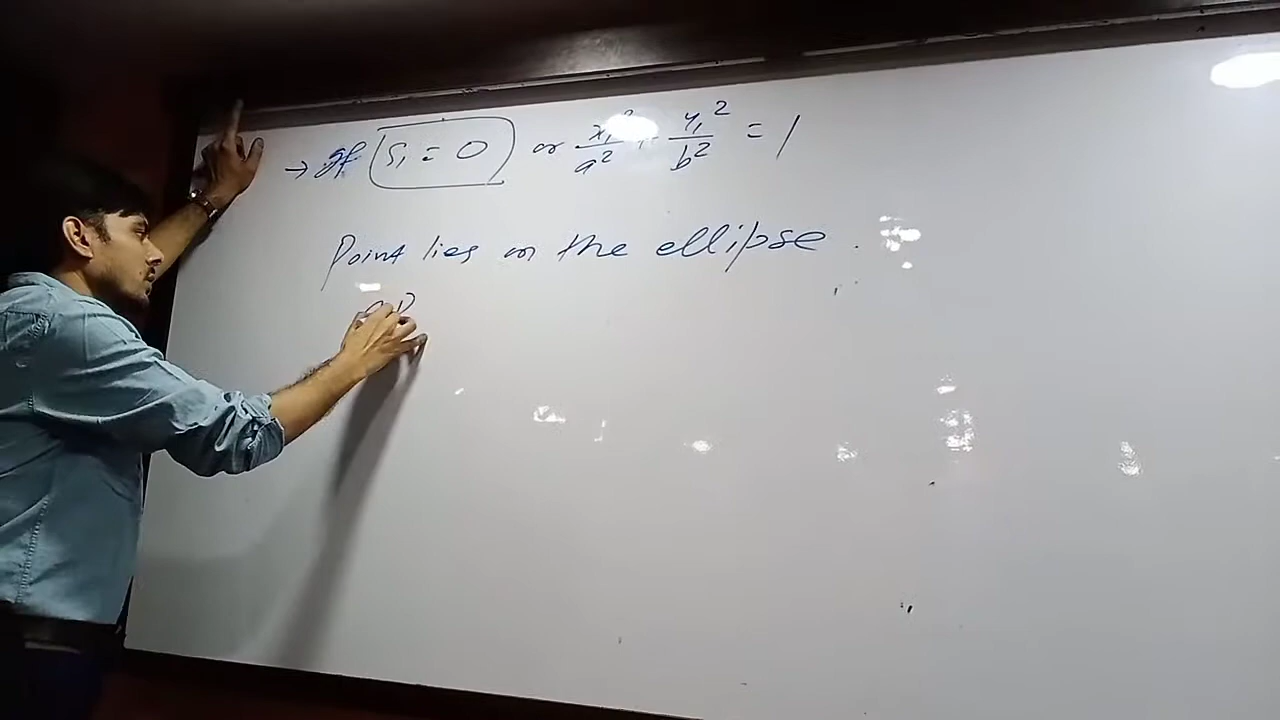 → If S₁ = 0 or x₁²/a² + y₁²/b² = 1
Point lies on the ellipse.